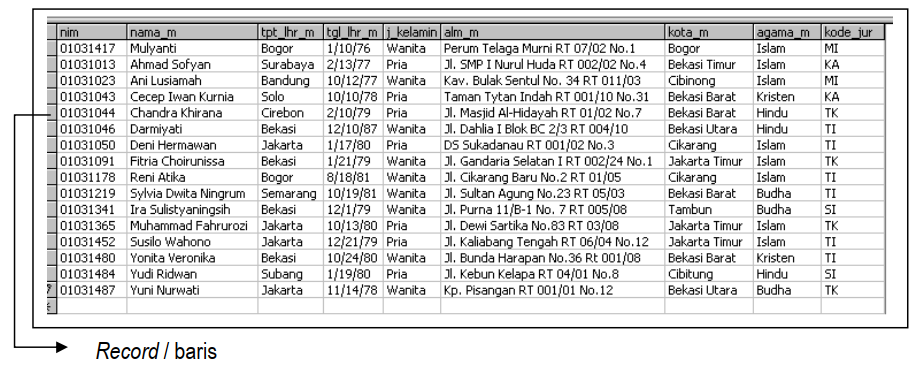 nim nama_m tpt_lhr_m tgl_lhr_m j_kelamin alm_m kota_m agama_m kode_jur
01031417 Mulyanti Bogor 1/10/76 Wanita Perum Telaga Murni RT 07/02 No.1 Bogor Islam MI
01031013 Ahmad Sofyan Surabaya 2/13/77 Pria Jl. SMP I Nurul Huda RT 002/02 No.4 Bekasi Timur Islam KA
01031023 Ani Lusiamah Bandung 10/12/77 Wanita Kav. Bulak Sentul No. 34 RT 011/03 Cibinong Islam MI
01031043 Cecep Iwan Kurnia Solo 10/10/78 Pria Taman Tytan Indah RT 001/10 No.31 Bekasi Barat Kristen KA
01031044 Chandra Khirana Cirebon 2/10/79 Pria Jl. Masjid Al-Hidayah RT 01/02 No.7 Bekasi Barat Hindu TK
01031046 Darmiyati Bekasi 12/10/87 Wanita Jl. Dahlia I Blok BC 2/3 RT 004/10 Bekasi Utara Hindu TI
01031050 Deni Hermawan Jakarta 1/17/80 Pria DS Sukadanau RT 001/02 No.3 Cikarang Islam TI
01031091 Fitria Choirunissa Bekasi 1/21/79 Wanita Jl. Gandaria Selatan I RT 002/24 No.1 Jakarta Timur Islam TK
01031178 Reni Atika Bogor 8/18/81 Wanita Jl. Cikarang Baru No.2 RT 01/05 Cikarang Islam TI
01031219 Sylvia Dwita Ningrum Semarang 10/19/81 Wanita Jl. Sultan Agung No.23 RT 05/03 Bekasi Barat Budha TI
01031341 Ira Sulistyaningsih Bekasi 12/1/79 Wanita Jl. Purna 11/B-1 No. 7 RT 005/08 Tambun Budha SI
01031365 Muhammad Fahrurozi Jakarta 10/13/80 Pria Jl. Dewi Sartika No.83 RT 03/08 Jakarta Timur Islam TK
01031452 Susilo Wahono Jakarta 12/21/79 Pria Jl. Kaliabang Tengah RT 06/04 No.12 Jakarta Timur Islam TI
01031480 Yonita Veronika Bekasi 10/24/80 Wanita Jl. Bunda Harapan No.36 Rt 001/08 Bekasi Barat Kristen TI
01031484 Yudi Ridwan Subang 1/19/80 Pria Jl. Kebun Kelapa RT 04/01 No.8 Cibitung Hindu SI
01031487 Yuni Nurwati Jakarta 11/14/78 Wanita Kp. Pisangan RT 001/01 No.12 Bekasi Utara Budha TK
Record / baris